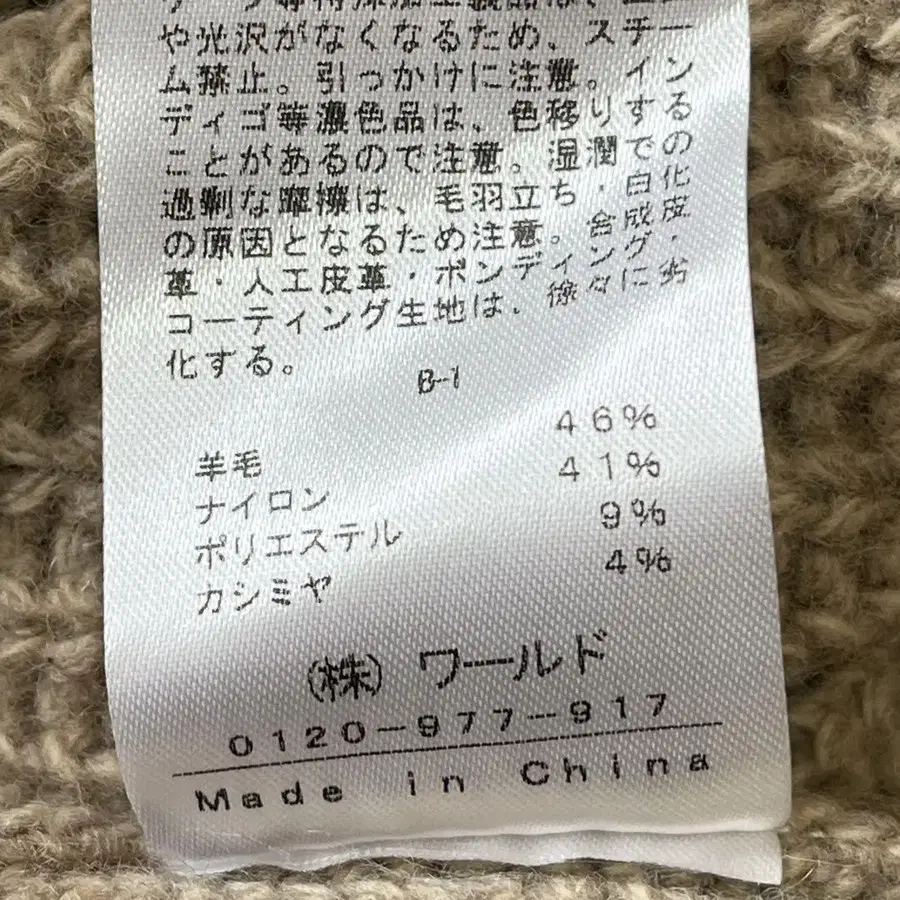 や光沢がなくなるため、スチー
ム禁止。引っかけに注意。イン
ディゴ等濃色品は、色移りする
ことがあるので注意。湿潤での
過剰な摩擦は、毛羽立ち・白化
の原因となるため注意。合成皮
革・人工皮革・ボンディング・
コーティング生地は、徐々に劣
化する。
B-1
羊毛 46%
ナイロン 41%
ポリエステル 9%
カシミヤ 4%
(株) ワールド
0120-977-917
Made in China